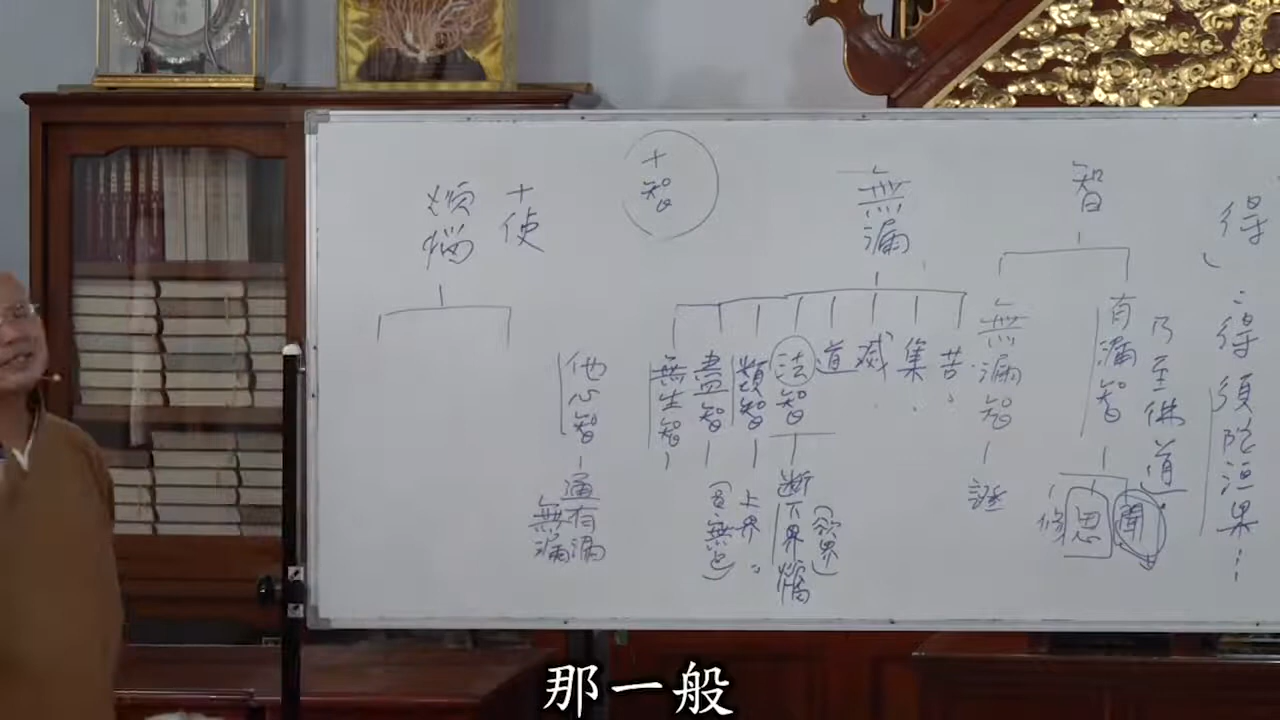 得、
：得須陀洹果…
乃至佛道
智
有漏智
聞
思
修
無漏智
證
無漏
苦
集
滅
道
法智
斷下界煩惱
（欲界）
類智
上界〃
（色無色）
盡智
無生智
十智
他心智
通有漏
無漏
十使
煩惱
那一般